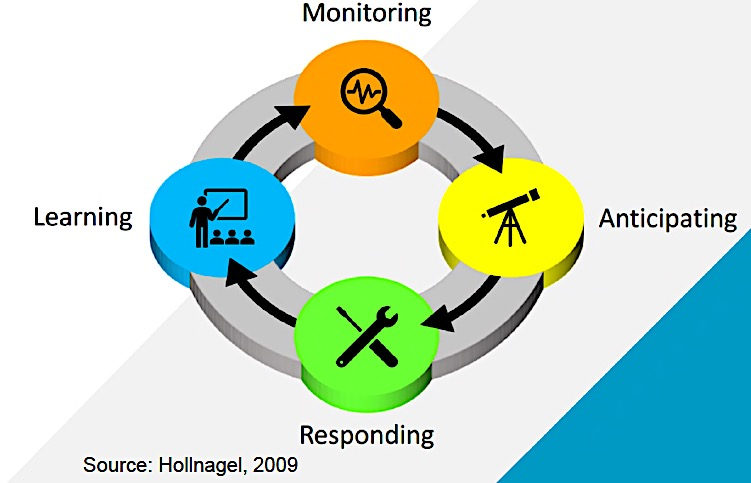 Monitoring
Learning
Anticipating
Responding
Source: Hollnagel, 2009